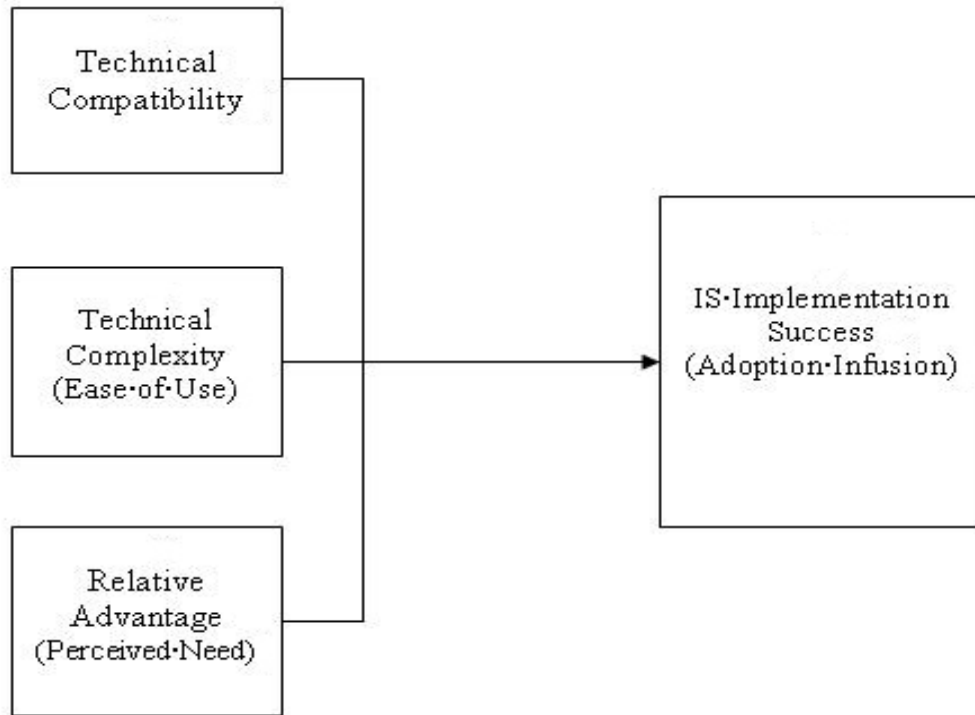 Technical
Compatibility
Technical
Complexity
(Ease·of·Use)
Relative
Advantage
(Perceived·Need)
IS·Implementation
Success
(Adoption·Infusion)